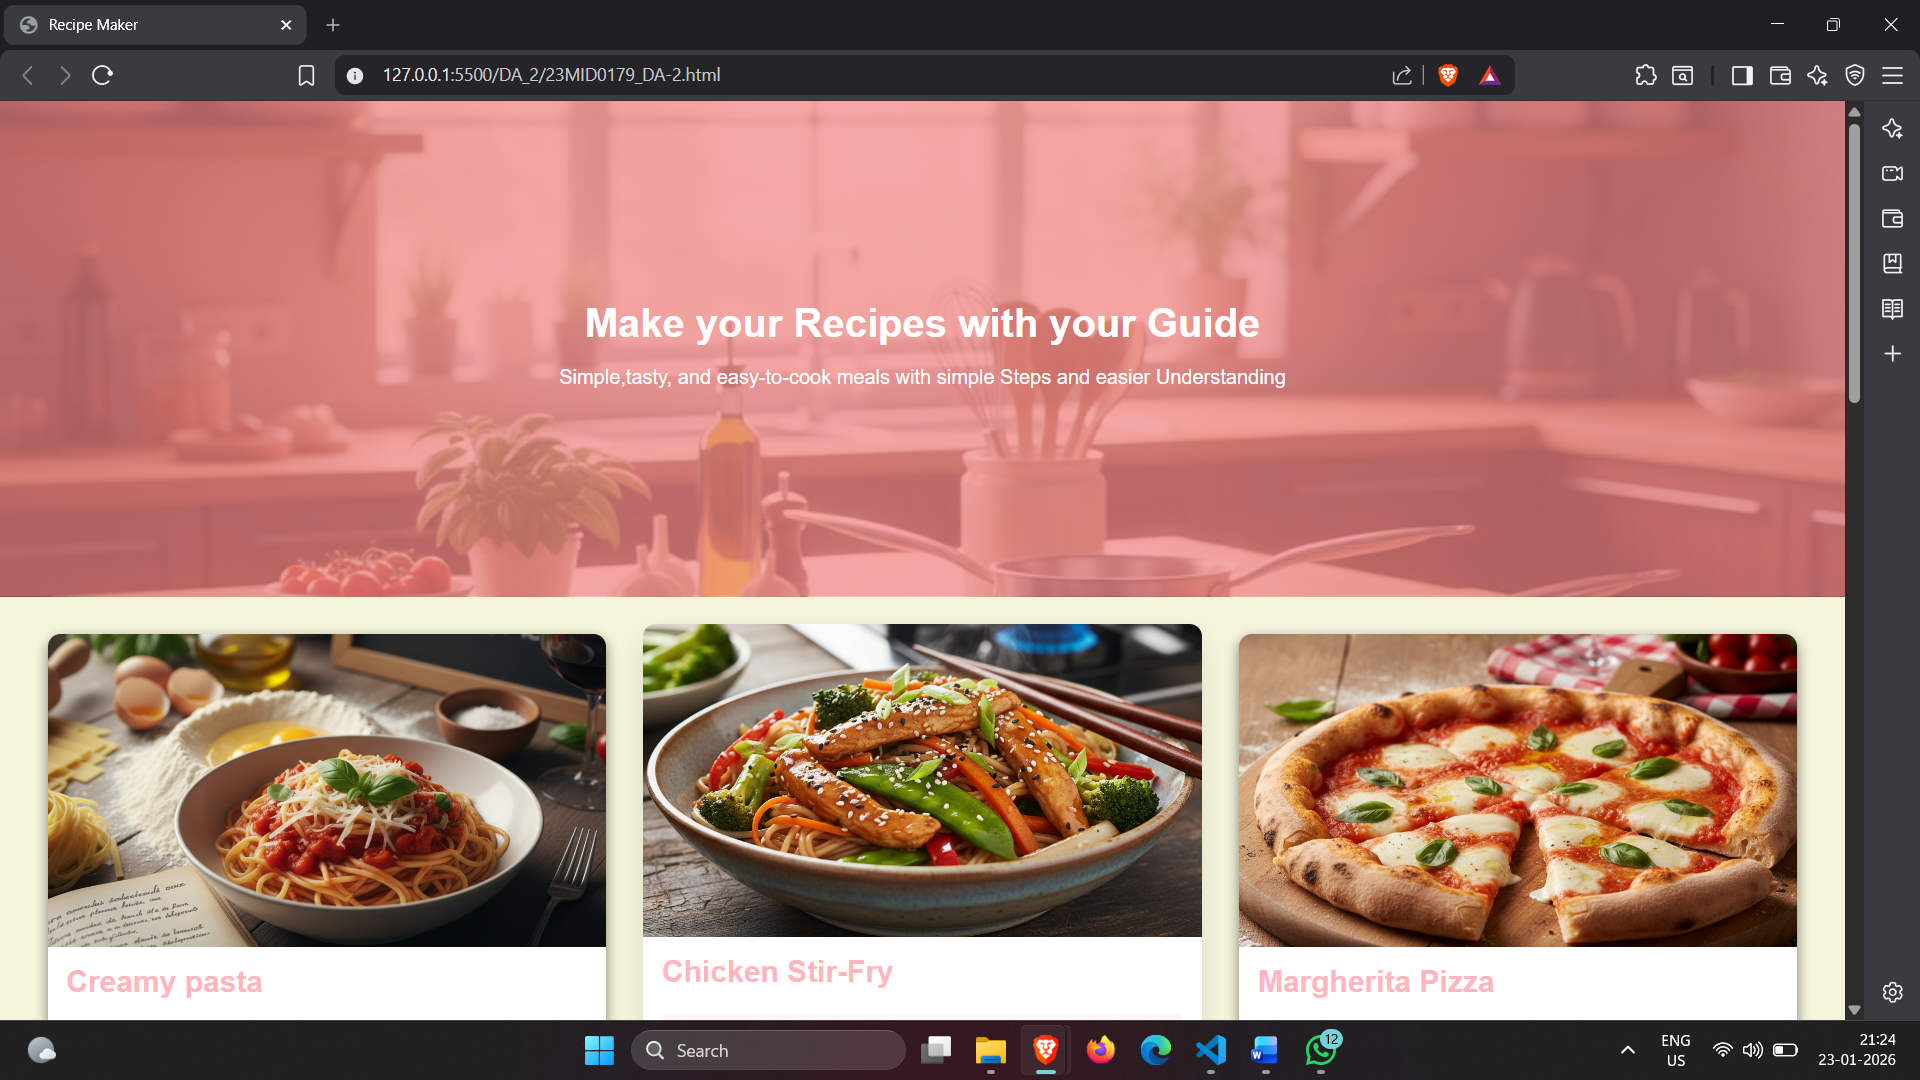 Recipe Maker
127.0.0.1:5500/DA_2/23MID0179_DA-2.html
Make your Recipes with your Guide
Simple,tasty, and easy-to-cook meals with simple Steps and easier Understanding
Creamy pasta
Chicken Stir-Fry
Margherita Pizza
Search
12
ENG
US
21:24
23-01-2026